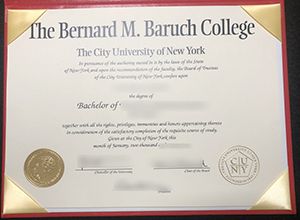 The Bernard M. Baruch College
The City University of New York
In pursuance of the authority vested in it by the laws of the State
of New York and upon the recommendation of the faculty, the Board of Trustees
of the City University of New York confers upon
the degree of
Bachelor of
together with all the rights, privileges, immunities and honors appertaining thereto
in consideration of the satisfactory completion of the requisite course of study.
Given at the City of New York, this
month of January, two thousand
Chancellor of the University
Chair of the Board
CU
NY